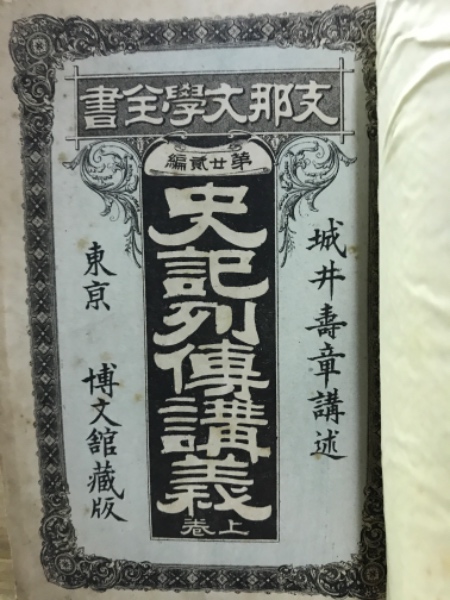 支那文學全書
第廿貳編
城井壽章講述
史記列傳講義
上卷
東京 博文館藏版